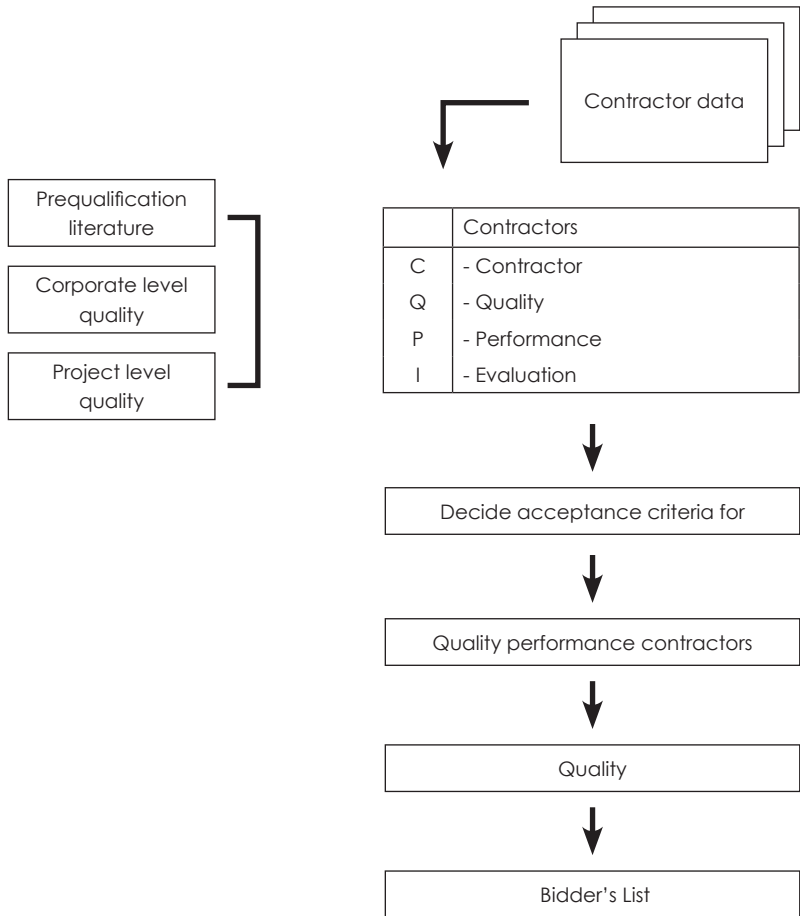 Contractor data
Prequalification
literature
Corporate level
quality
Project level
quality
Contractors
C - Contractor
Q - Quality
P - Performance
I - Evaluation
Decide acceptance criteria for
Quality performance contractors
Quality
Bidder's List